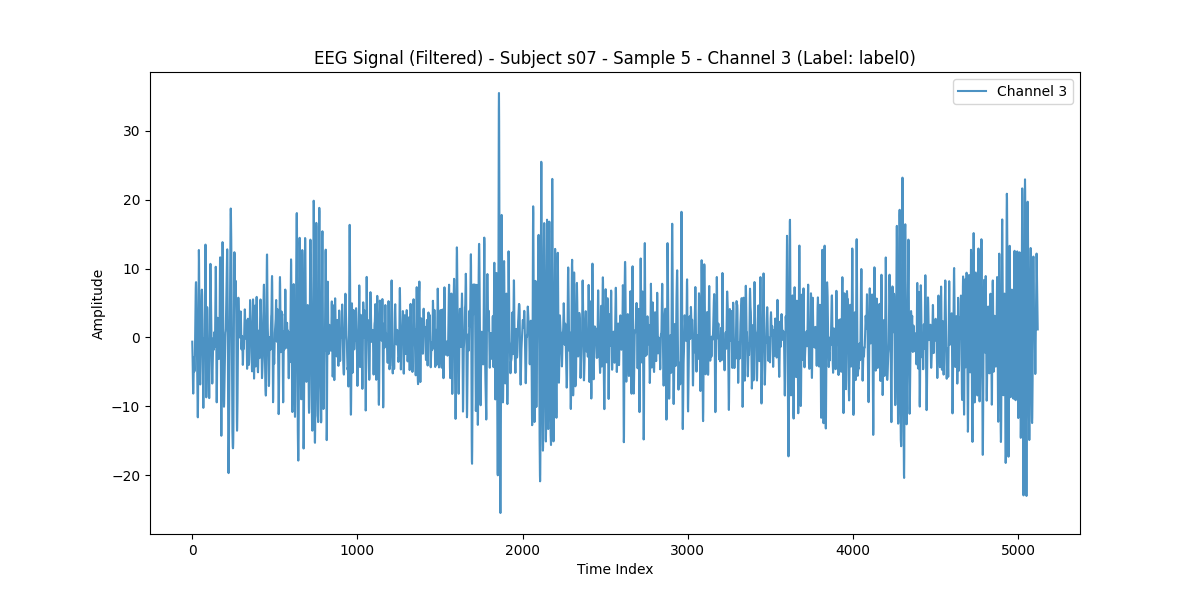 EEG Signal (Filtered) - Subject s07 - Sample 5 - Channel 3 (Label: label0)
Channel 3
30
20
10
0
−10
−20
Amplitude
0 1000 2000 3000 4000 5000
Time Index